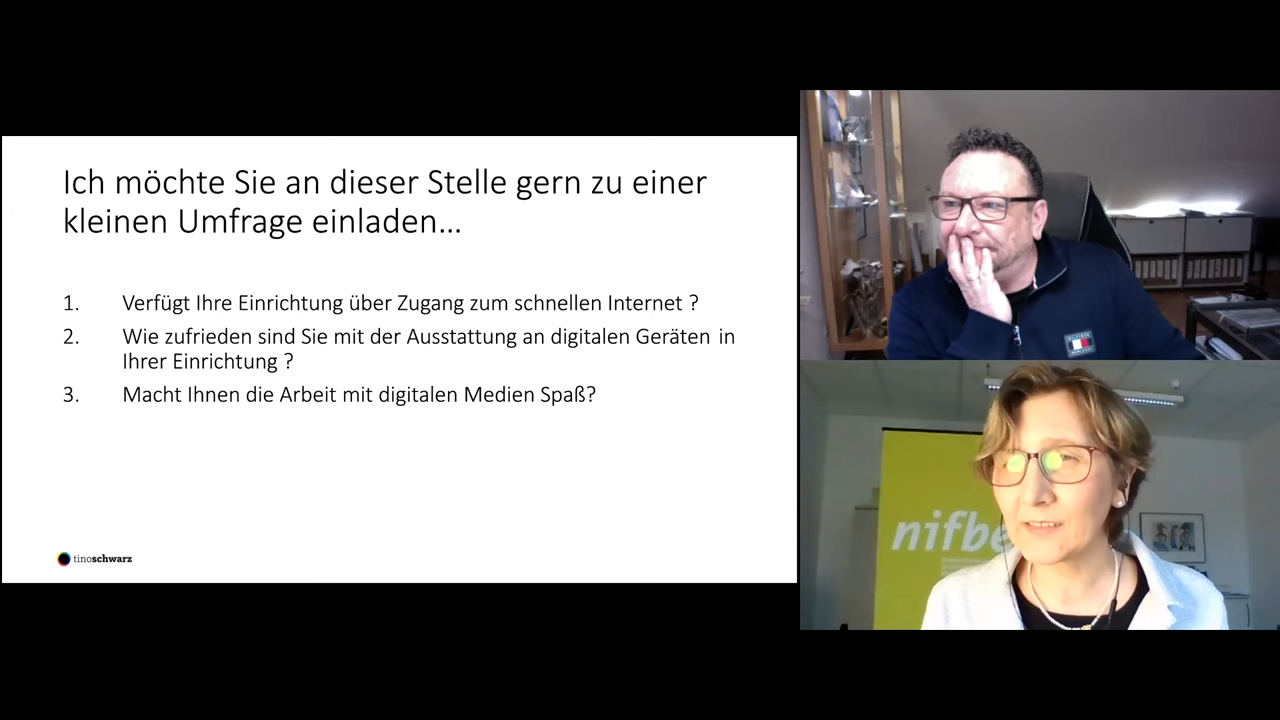 Ich möchte Sie an dieser Stelle gern zu einer
kleinen Umfrage einladen...
1. Verfügt Ihre Einrichtung über Zugang zum schnellen Internet ?
2. Wie zufrieden sind Sie mit der Ausstattung an digitalen Geräten in
Ihrer Einrichtung ?
3. Macht Ihnen die Arbeit mit digitalen Medien Spaß?
tinoschwarz
nifbe